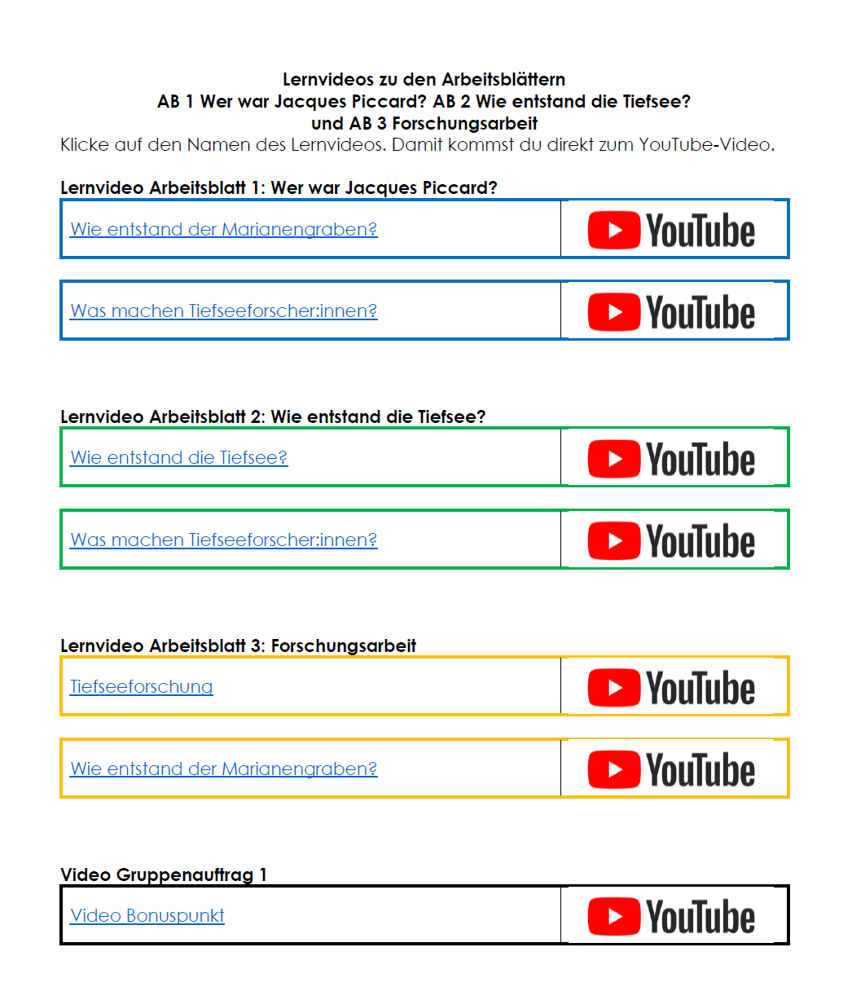 Lernvideos zu den Arbeitsblättern
AB 1 Wer war Jacques Piccard? AB 2 Wie entstand die Tiefsee?
und AB 3 Forschungsarbeit
Klicke auf den Namen des Lernvideos. Damit kommst du direkt zum YouTube-Video.
Lernvideo Arbeitsblatt 1: Wer war Jacques Piccard?
Wie entstand der Marianengraben? YouTube
Was machen Tiefseeforscher:innen? YouTube
Lernvideo Arbeitsblatt 2: Wie entstand die Tiefsee?
Wie entstand die Tiefsee? YouTube
Was machen Tiefseeforscher:innen? YouTube
Lernvideo Arbeitsblatt 3: Forschungsarbeit
Tiefseeforschung YouTube
Wie entstand der Marianengraben? YouTube
Video Gruppenauftrag 1
Video Bonuspunkt YouTube